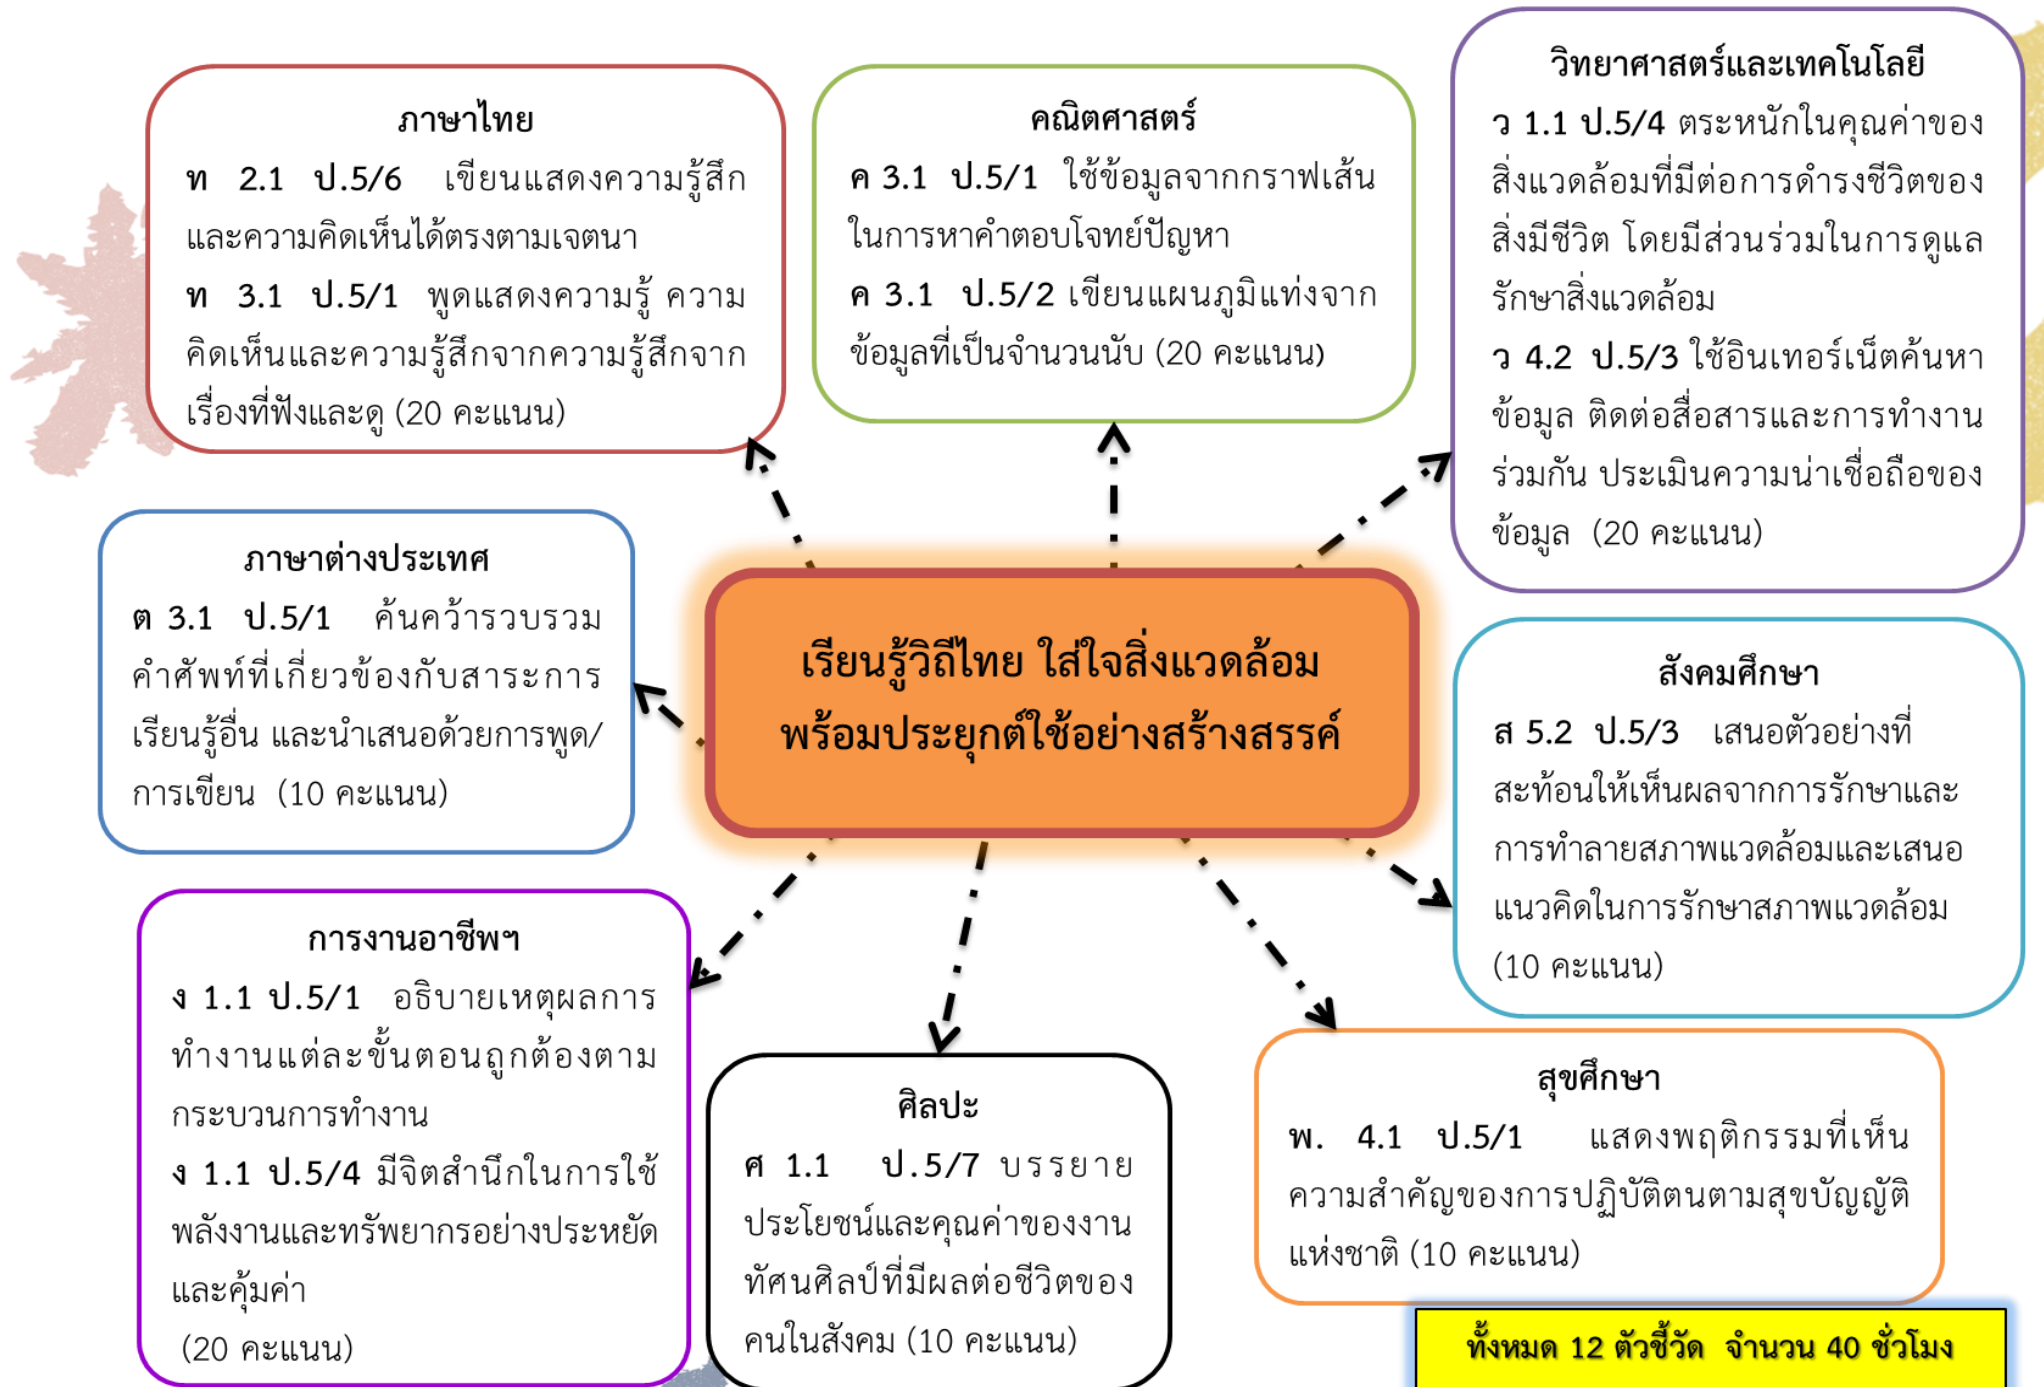 ภาษาไทย
ท 2.1 ป.5/6 เขียนแสดงความรู้สึก
และความคิดเห็นได้ตรงตามเจตนา
ท 3.1 ป.5/1 พูดแสดงความรู้ ความ
คิดเห็นและความรู้สึกจากความรู้สึกจาก
เรื่องที่ฟังและดู (20 คะแนน)
คณิตศาสตร์
ค 3.1 ป.5/1 ใช้ข้อมูลจากกราฟเส้น
ในการหาคำตอบโจทย์ปัญหา
ค 3.1 ป.5/2 เขียนแผนภูมิแท่งจาก
ข้อมูลที่เป็นจำนวนนับ (20 คะแนน)
วิทยาศาสตร์และเทคโนโลยี
ว 1.1 ป.5/4 ตระหนักในคุณค่าของ
สิ่งแวดล้อมที่มีต่อการดำรงชีวิตของ
สิ่งมีชีวิต โดยมีส่วนร่วมในการดูแล
รักษาสิ่งแวดล้อม
ว 4.2 ป.5/3 ใช้อินเทอร์เน็ตค้นหา
ข้อมูล ติดต่อสื่อสารและการทำงาน
ร่วมกัน ประเมินความน่าเชื่อถือของ
ข้อมูล (20 คะแนน)
ภาษาต่างประเทศ
ต 3.1 ป.5/1 ค้นคว้ารวบรวม
คำศัพท์ที่เกี่ยวข้องกับสาระการ
เรียนรู้อื่น และนำเสนอด้วยการพูด/
การเขียน (10 คะแนน)
เรียนรู้วิถีไทย ใส่ใจสิ่งแวดล้อม
พร้อมประยุกต์ใช้อย่างสร้างสรรค์
สังคมศึกษา
ส 5.2 ป.5/3 เสนอตัวอย่างที่
สะท้อนให้เห็นผลจากการรักษาและ
การทำลายสภาพแวดล้อมและเสนอ
แนวคิดในการรักษาสภาพแวดล้อม
(10 คะแนน)
การงานอาชีพฯ
ง 1.1 ป.5/1 อธิบายเหตุผลการ
ทำงานแต่ละขั้นตอนถูกต้องตาม
กระบวนการทำงาน
ง 1.1 ป.5/4 มีจิตสำนึกในการใช้
พลังงานและทรัพยากรอย่างประหยัด
และคุ้มค่า
(20 คะแนน)
ศิลปะ
ศ 1.1 ป.5/7 บรรยาย
ประโยชน์และคุณค่าของงาน
ทัศนศิลป์ที่มีผลต่อชีวิตของ
คนในสังคม (10 คะแนน)
สุขศึกษา
พ. 4.1 ป.5/1 แสดงพฤติกรรมที่เห็น
ความสำคัญของการปฏิบัติตนตามสุขบัญญัติ
แห่งชาติ (10 คะแนน)
ทั้งหมด 12 ตัวชี้วัด จำนวน 40 ชั่วโมง